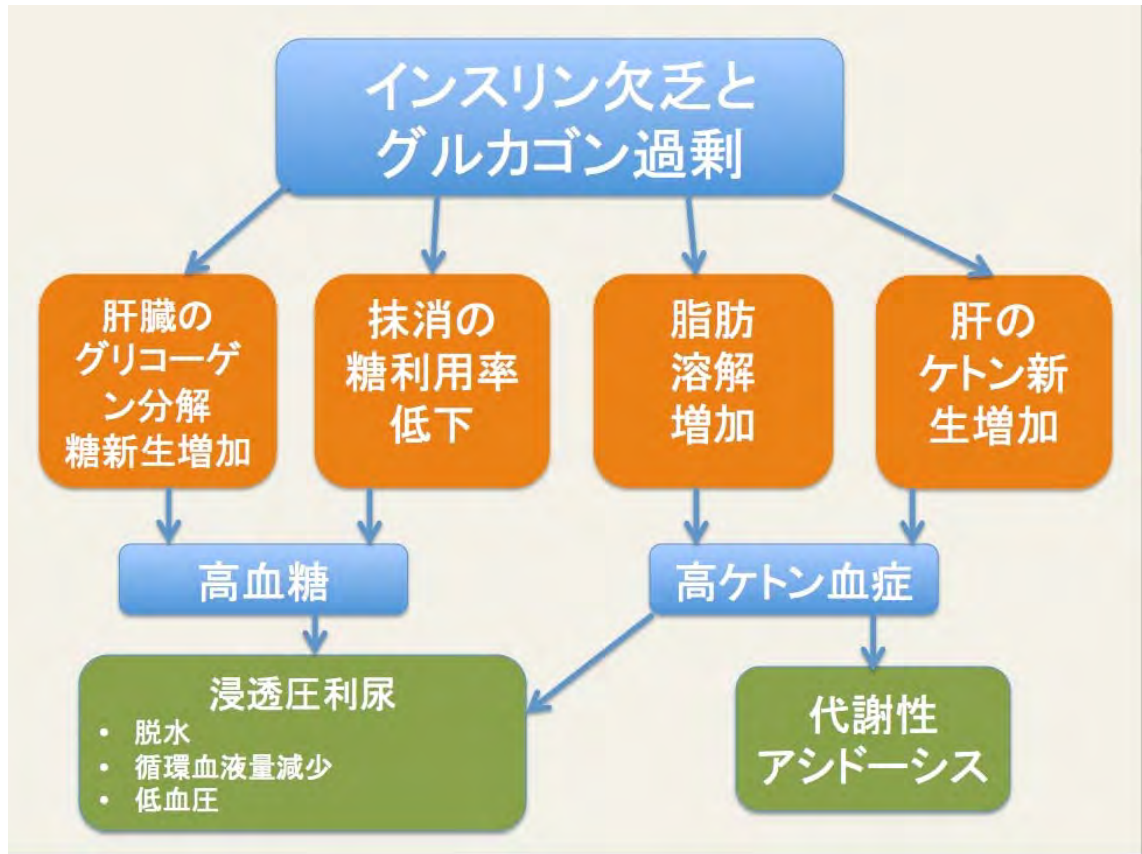 インスリン欠乏と
グルカゴン過剰
肝臓の
グリコーゲ
ン分解
糖新生増加
抹消の
糖利用率
低下
脂肪
溶解
増加
肝の
ケトン新
生増加
高血糖
高ケトン血症
浸透圧利尿
• 脱水
• 循環血液量減少
• 低血圧
代謝性
アシドーシス